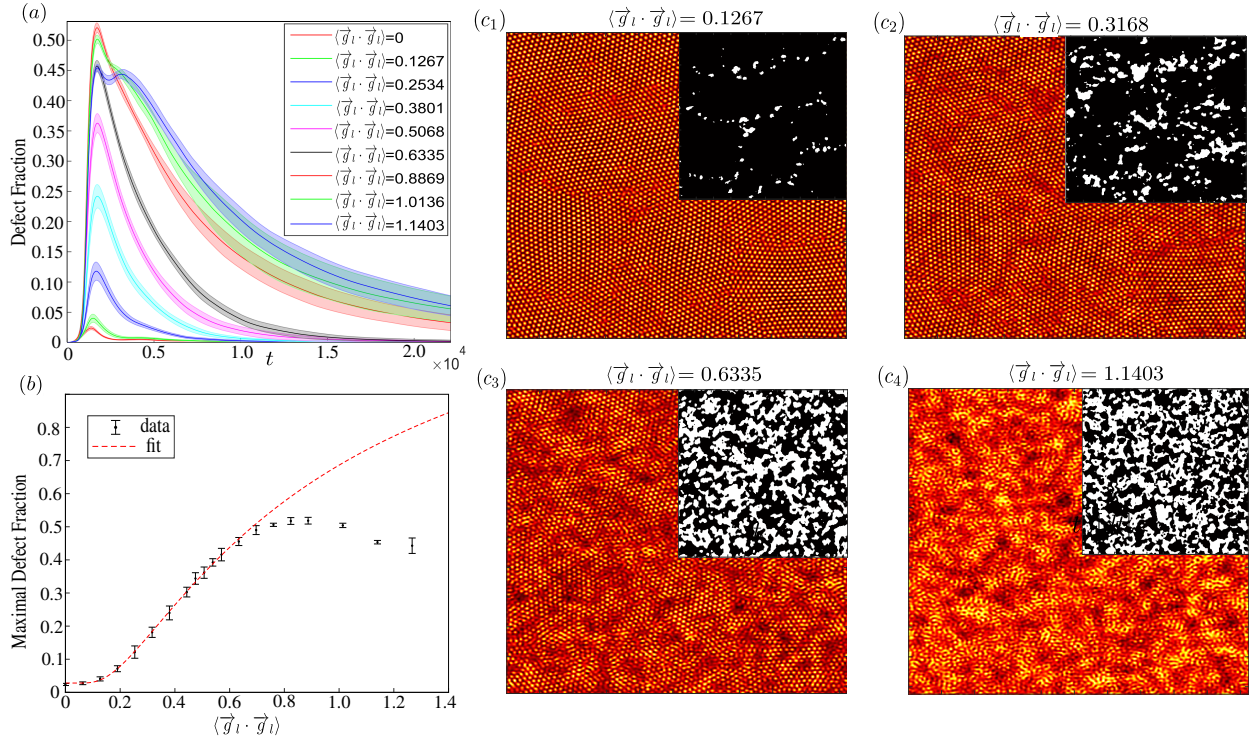 (a)
0.50
0.45
0.40
0.35
0.30
0.25
0.20
0.15
0.10
0.05
0
Defect Fraction
0 0.5 1.0 1.5 2.0
t
×10⁴
⟨g⃗ₗ · g⃗ₗ⟩=0
⟨g⃗ₗ · g⃗ₗ⟩=0.1267
⟨g⃗ₗ · g⃗ₗ⟩=0.2534
⟨g⃗ₗ · g⃗ₗ⟩=0.3801
⟨g⃗ₗ · g⃗ₗ⟩=0.5068
⟨g⃗ₗ · g⃗ₗ⟩=0.6335
⟨g⃗ₗ · g⃗ₗ⟩=0.8869
⟨g⃗ₗ · g⃗ₗ⟩=1.0136
⟨g⃗ₗ · g⃗ₗ⟩=1.1403
(c₁) ⟨g⃗ₗ · g⃗ₗ⟩= 0.1267
(c₂) ⟨g⃗ₗ · g⃗ₗ⟩= 0.3168
(b)
0.8
0.7
0.6
0.5
0.4
0.3
0.2
0.1
0
Maximal Defect Fraction
data
fit
0 0.2 0.4 0.6 0.8 1.0 1.2 1.4
⟨g⃗ₗ · g⃗ₗ⟩
(c₃) ⟨g⃗ₗ · g⃗ₗ⟩= 0.6335
(c₄) ⟨g⃗ₗ · g⃗ₗ⟩= 1.1403